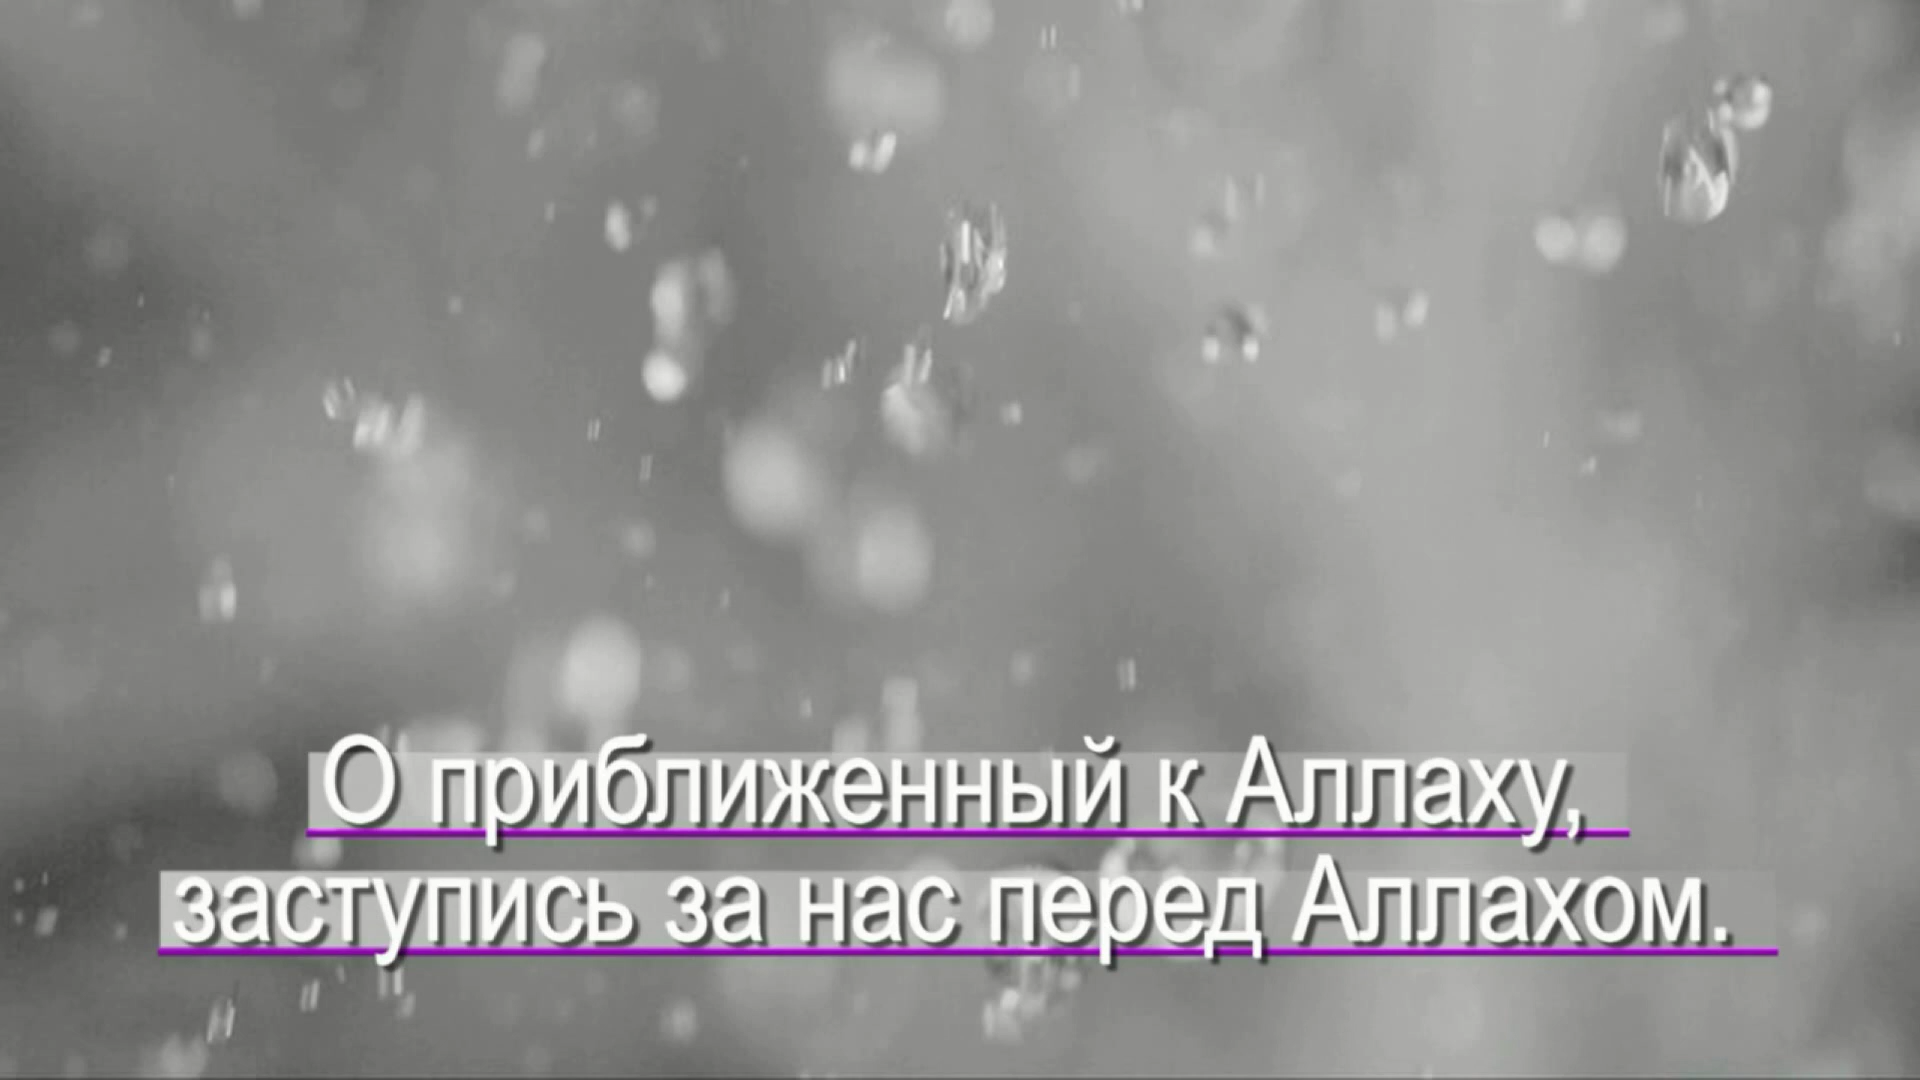 О приближенный к Аллаху,
заступись за нас перед Аллахом.